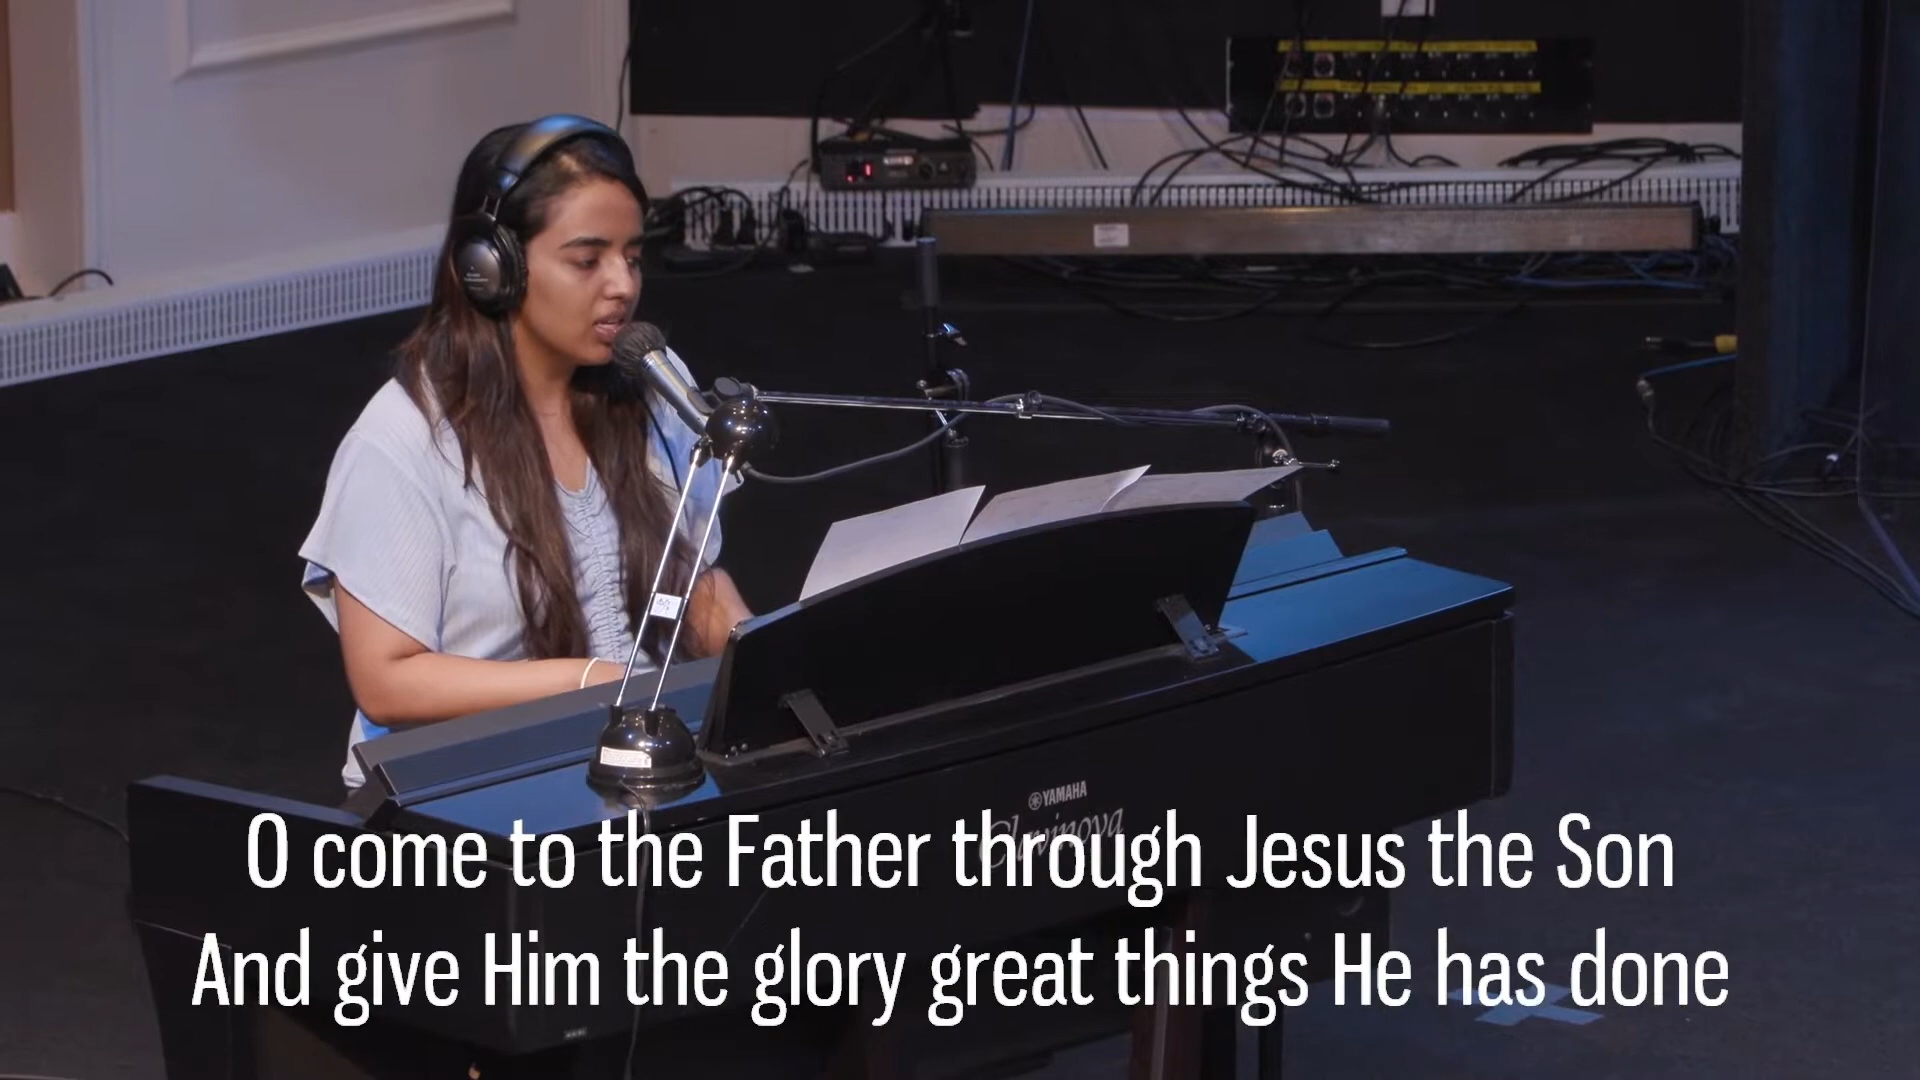 YAMAHA
Clavinova
O come to the Father through Jesus the Son
And give Him the glory great things He has done